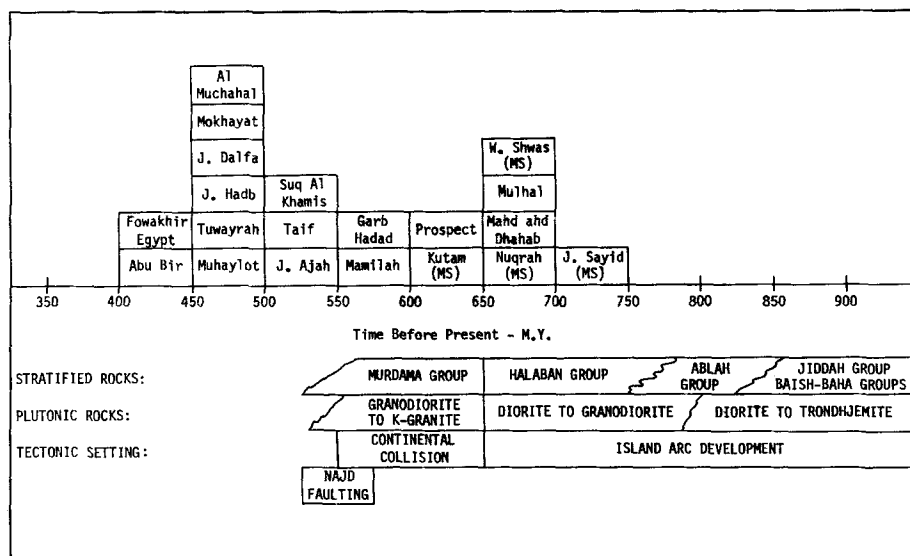 Al
Muchahal
Mokhayat
J. Dalfa
W. Shwas
(MS)
J. Hadb
Suq Al
Khamis
Mulhal
Fowakhir
Egypt
Tuwayrah
Taif
Garb
Hadad
Prospect
Mahd ahd
Dhahab
Abu Bir
Muhaylot
J. Ajah
Mamilah
Kutam
(MS)
Nuqrah
(MS)
J. Sayid
(MS)
350 400 450 500 550 600 650 700 750 800 850 900
Time Before Present - M.Y.
STRATIFIED ROCKS:
MURDAMA GROUP
HALABAN GROUP
ABLAH
GROUP
JIDDAH GROUP
BAISH-BAHA GROUPS
PLUTONIC ROCKS:
GRANODIORITE
TO K-GRANITE
DIORITE TO GRANODIORITE
DIORITE TO TRONDHJEMITE
TECTONIC SETTING:
CONTINENTAL
COLLISION
ISLAND ARC DEVELOPMENT
NAJD
FAULTING